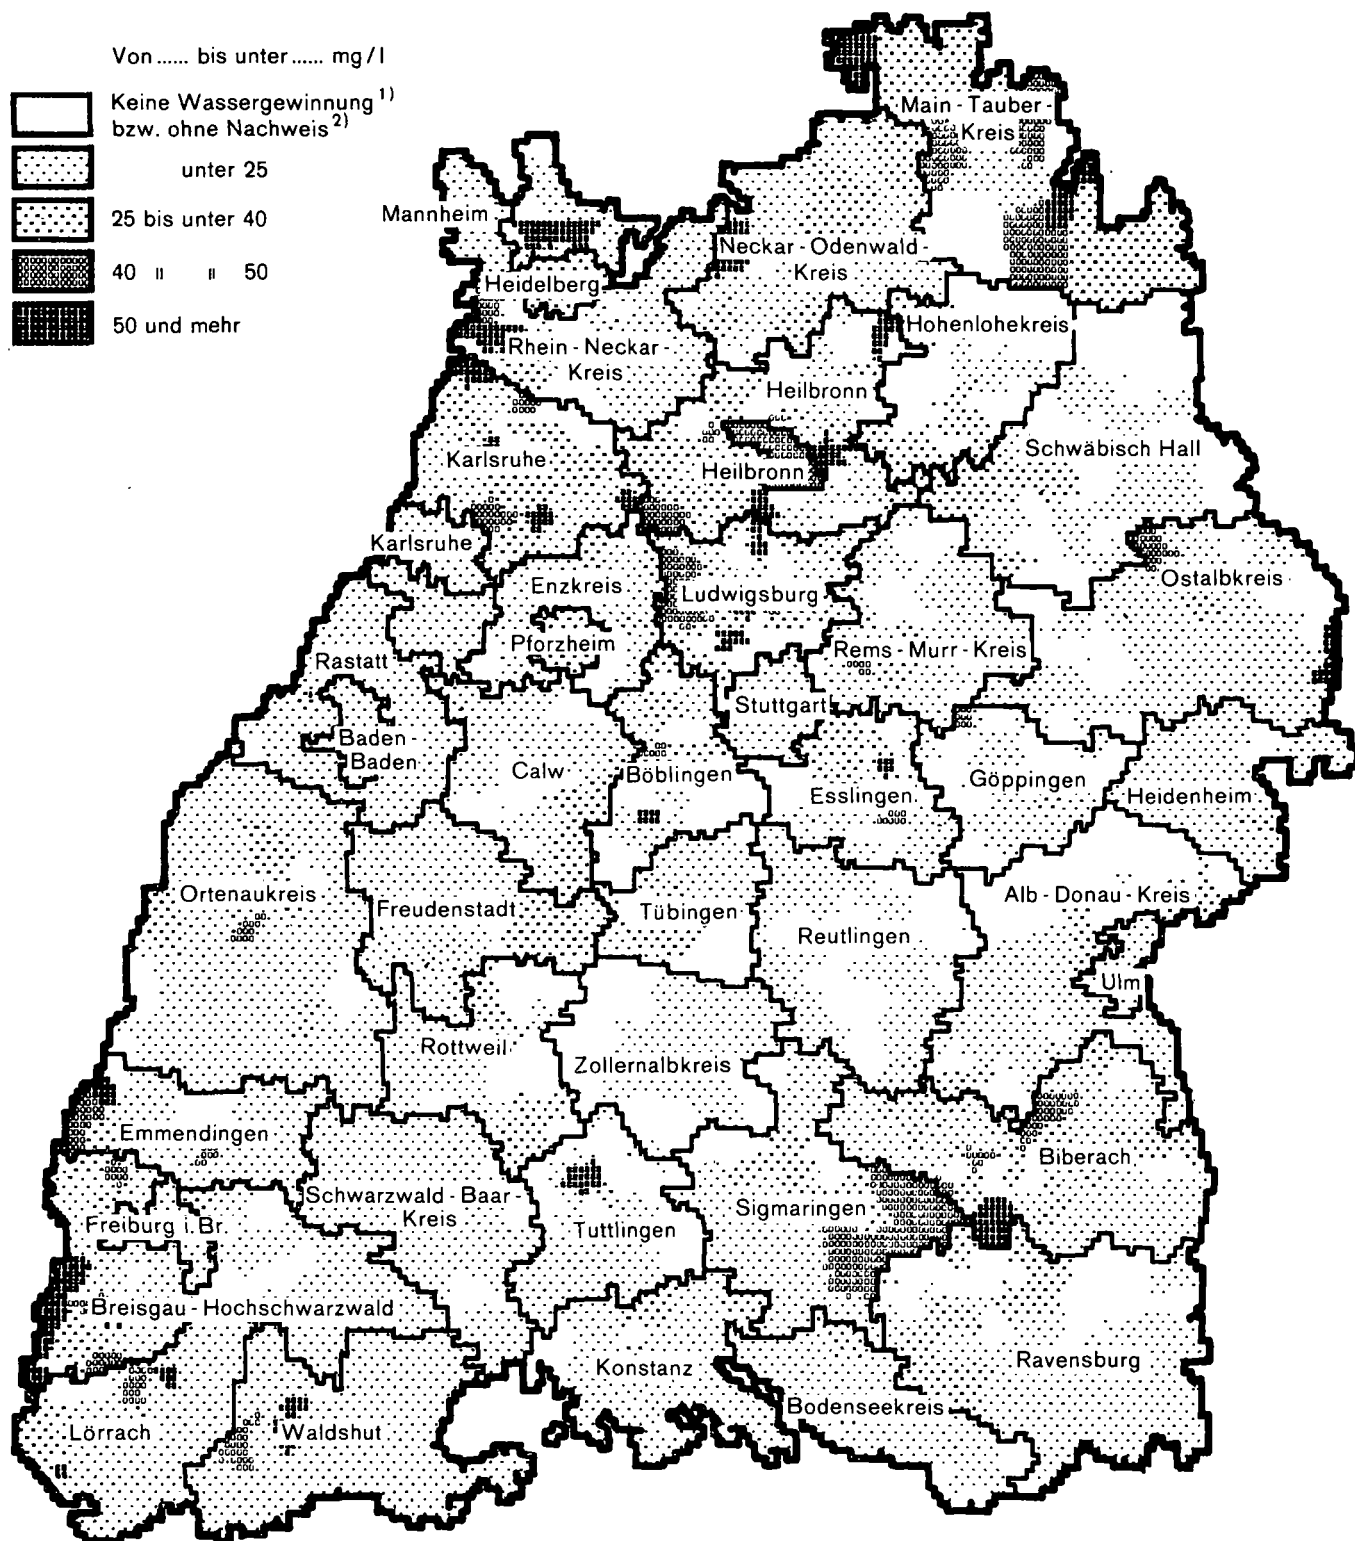 Von ...... bis unter ...... mg/l
Keine Wassergewinnung 1)
bzw. ohne Nachweis 2)
unter 25
25 bis unter 40
40 " " 50
50 und mehr
Main-Tauber-
Kreis
Mannheim
Neckar-Odenwald-
Kreis
Heidelberg
Hohenlohekreis
Rhein-Neckar-
Kreis
Heilbronn
Schwäbisch Hall
Karlsruhe
Heilbronn
Karlsruhe
Enzkreis
Ludwigsburg
Ostalbkreis
Pforzheim
Rems-Murr-Kreis
Rastatt
Stuttgart
Baden-
Baden
Calw
Böblingen
Esslingen
Göppingen
Heidenheim
Ortenaukreis
Freudenstadt
Tübingen
Reutlingen
Alb-Donau-Kreis
Ulm
Rottweil
Zollernalbkreis
Emmendingen
Biberach
Schwarzwald-Baar-
Kreis
Sigmaringen
Freiburg i. Br.
Tuttlingen
Breisgau-Hochschwarzwald
Konstanz
Ravensburg
Bodenseekreis
Lörrach
Waldshut